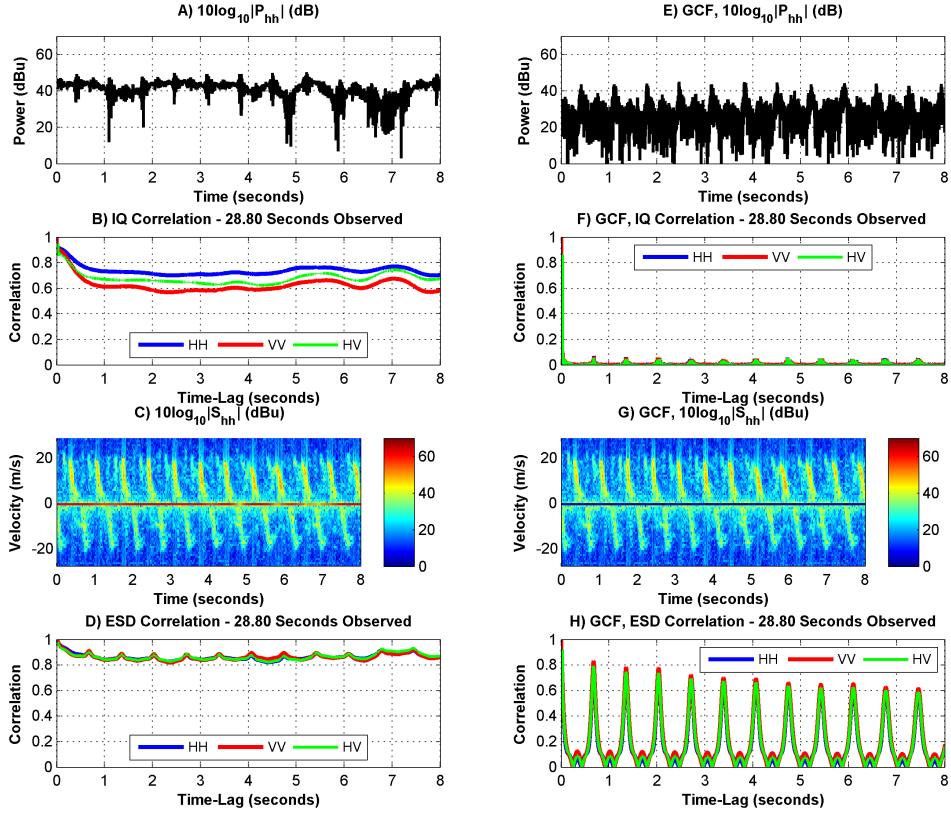 A) 10log10|Phh| (dB)
Power (dBu)
60
40
20
0
0 1 2 3 4 5 6 7 8
Time (seconds)
B) IQ Correlation - 28.80 Seconds Observed
Correlation
1
0.8
0.6
0.4
0.2
0
HH VV HV
0 1 2 3 4 5 6 7 8
Time-Lag (seconds)
C) 10log10|Shh| (dBu)
Velocity (m/s)
20
0
-20
0 1 2 3 4 5 6 7 8
Time (seconds)
60
40
20
0
D) ESD Correlation - 28.80 Seconds Observed
Correlation
1
0.8
0.6
0.4
0.2
0
HH VV HV
0 1 2 3 4 5 6 7 8
Time-Lag (seconds)
E) GCF, 10log10|Phh| (dB)
Power (dBu)
60
40
20
0
0 1 2 3 4 5 6 7 8
Time (seconds)
F) GCF, IQ Correlation - 28.80 Seconds Observed
Correlation
1
0.8
0.6
0.4
0.2
0
HH VV HV
0 1 2 3 4 5 6 7 8
Time-Lag (seconds)
G) GCF, 10log10|Shh| (dBu)
Velocity (m/s)
20
0
-20
0 1 2 3 4 5 6 7 8
Time (seconds)
60
40
20
0
H) GCF, ESD Correlation - 28.80 Seconds Observed
Correlation
1
0.8
0.6
0.4
0.2
0
HH VV HV
0 1 2 3 4 5 6 7 8
Time-Lag (seconds)